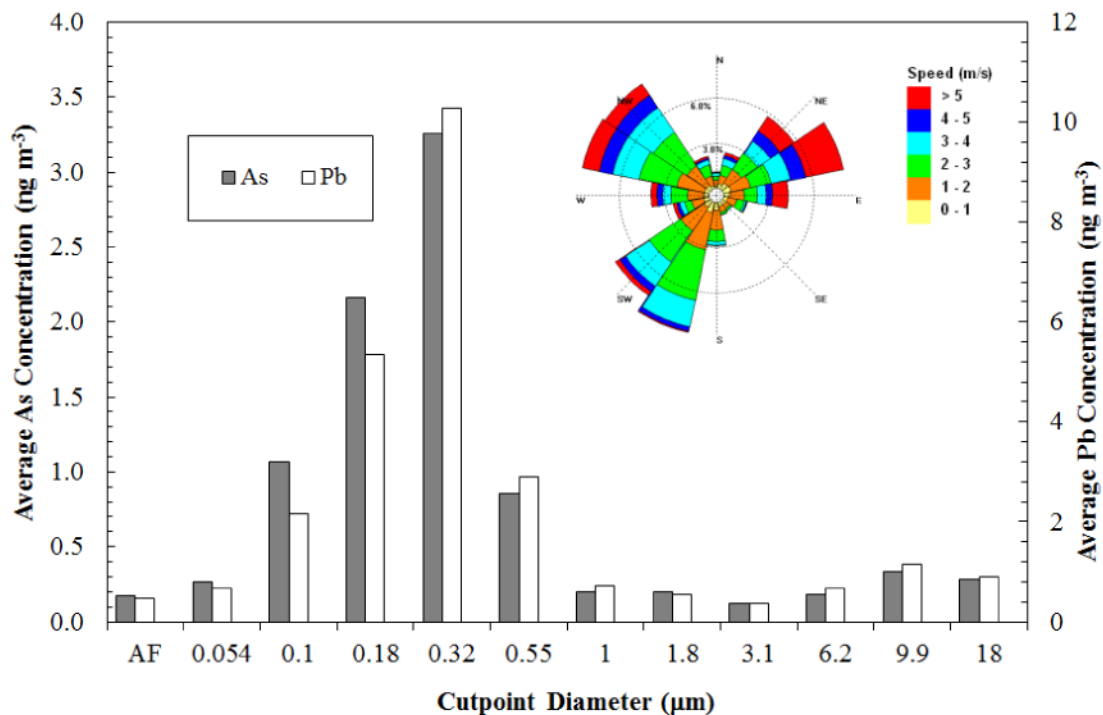 Average As Concentration (ng m-3)
4.0
3.5
3.0
2.5
2.0
1.5
1.0
0.5
0.0
As Pb
N
NE
E
SE
S
SW
W
NW
6.0%
3.0%
Speed (m/s)
> 5
4 - 5
3 - 4
2 - 3
1 - 2
0 - 1
12
10
8
6
4
2
0
Average Pb Concentration (ng m-3)
AF 0.054 0.1 0.18 0.32 0.55 1 1.8 3.1 6.2 9.9 18
Cutpoint Diameter (µm)